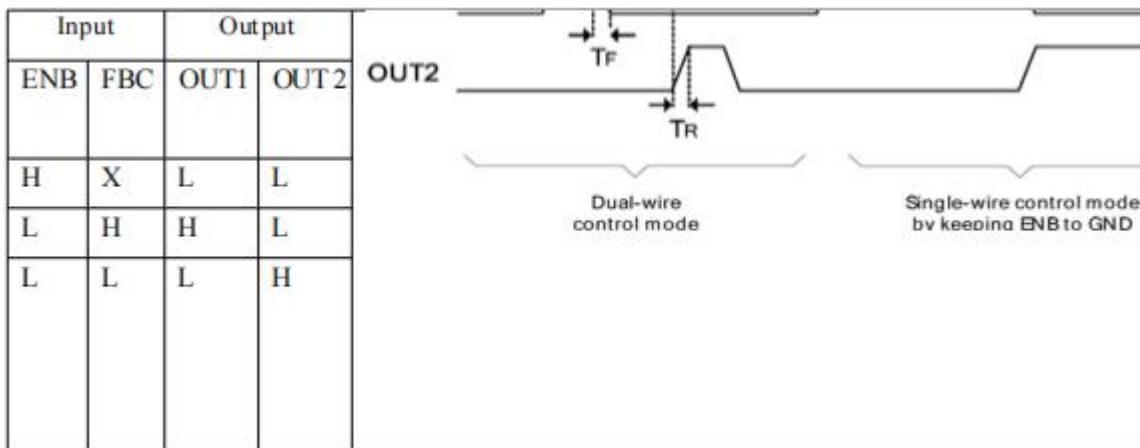 Input Output
ENB FBC OUT1 OUT 2
H X L L
L H H L
L L L H
TF
OUT2
TR
Dual-wire
control mode
Single-wire control mode
by keeping ENB to GND